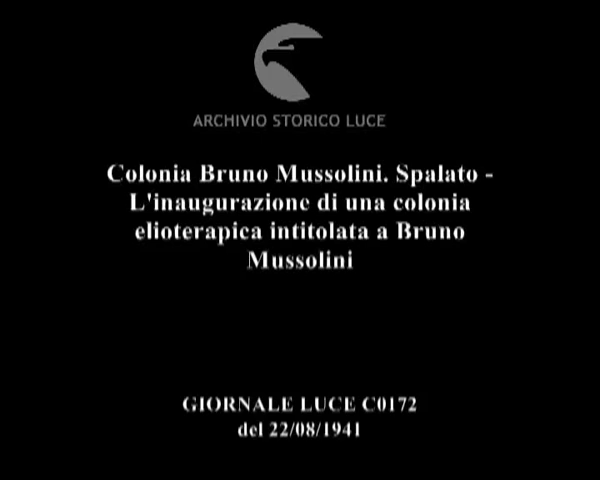 ARCHIVIO STORICO LUCE
Colonia Bruno Mussolini. Spalato -
L'inaugurazione di una colonia
elioterapica intitolata a Bruno
Mussolini
GIORNALE LUCE C0172
del 22/08/1941